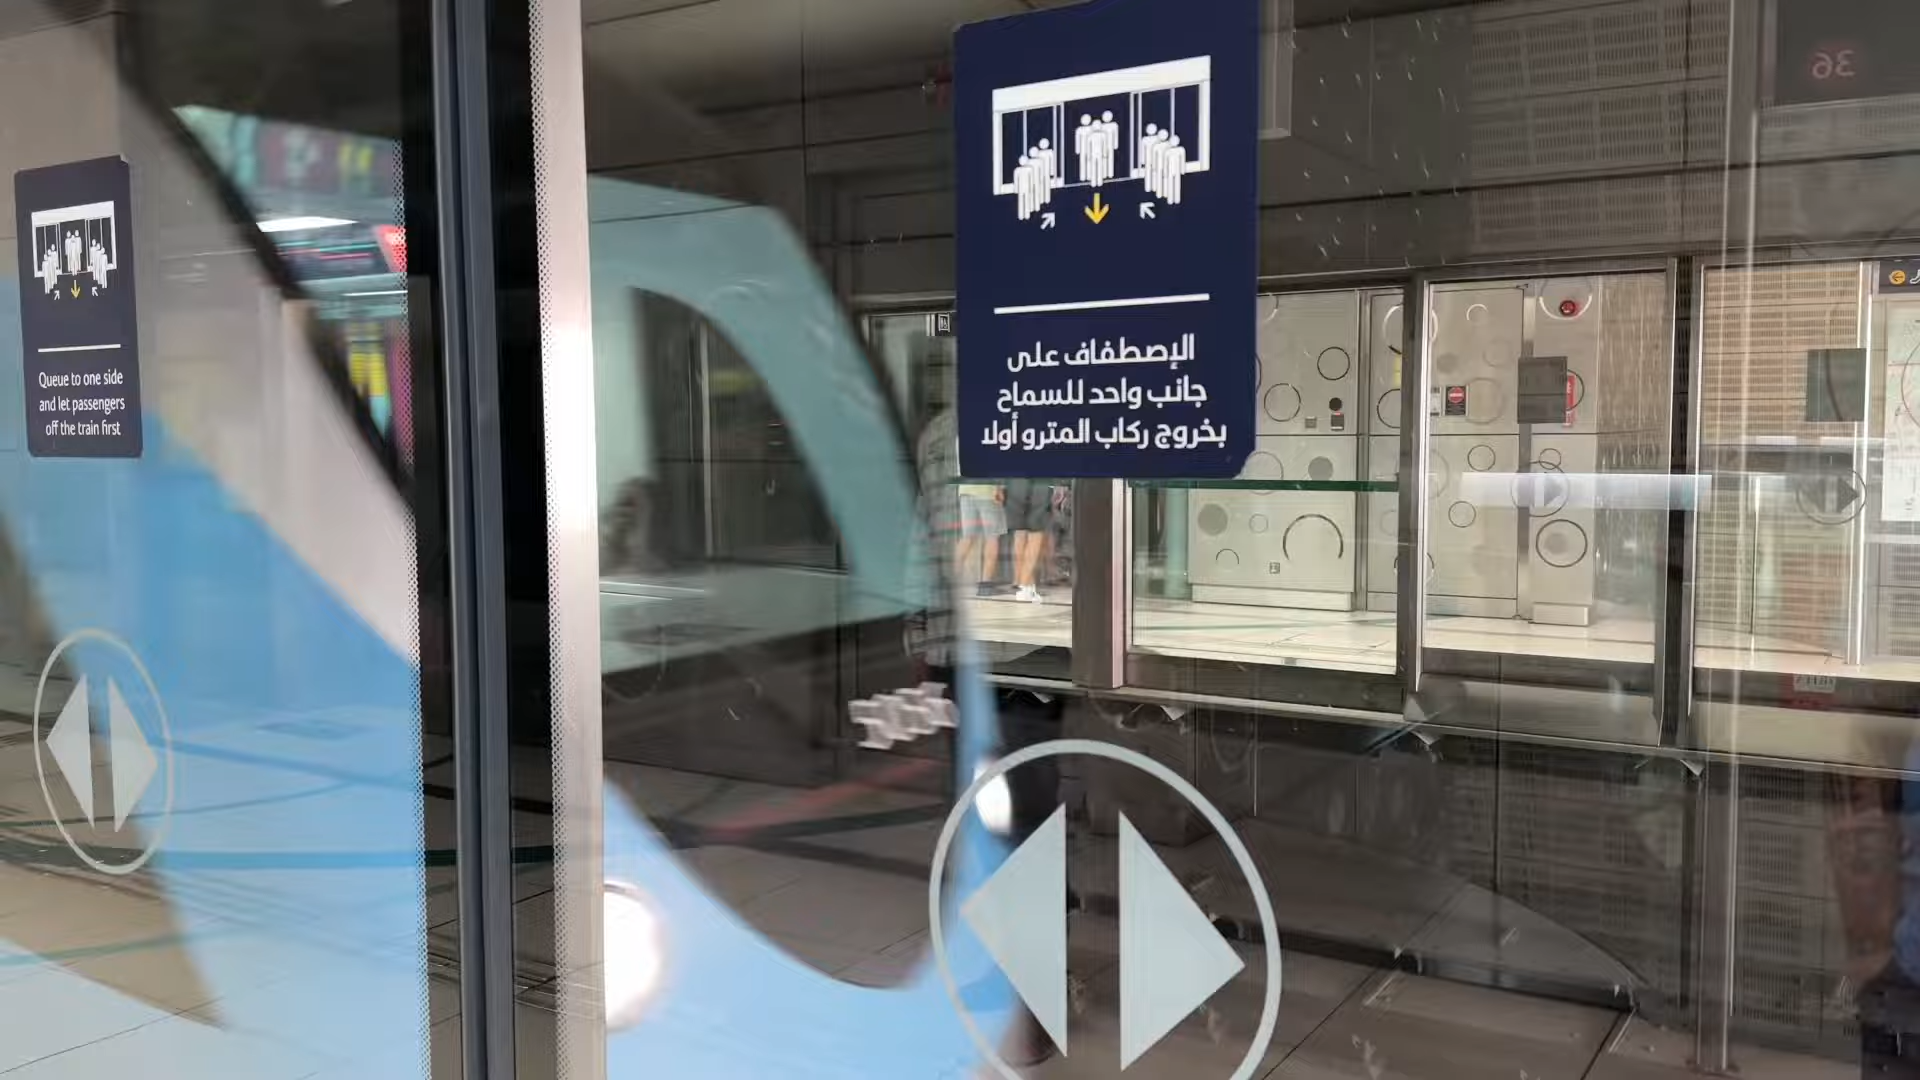 Queue to one side
and let passengers
off the train first
الإصطفاف على
جانب واحد للسماح
بخروج ركاب المترو أولا
36